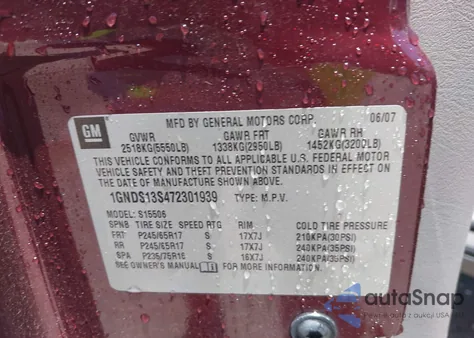 GM
MFD BY GENERAL MOTORS CORP. 06/07
GVWR GAWR FRT GAWR RR
2518KG(5550LB) 1338KG(2950LB) 1452KG(3200LB)
THIS VEHICLE CONFORMS TO ALL APPLICABLE U.S. FEDERAL MOTOR
VEHICLE SAFETY AND THEFT PREVENTION STANDARDS IN EFFECT ON
THE DATE OF MANUFACTURE SHOWN ABOVE.
1GNDS13S472301939 TYPE: M.P.V.
MODEL: S15506
SPNB TIRE SIZE SPEED RTG RIM COLD TIRE PRESSURE
FRT P245/65R17 S 17X7J 210KPA(30PSI)
RR P245/65R17 S 17X7J 240KPA(35PSI)
SPA P235/75R16 S 16X7J 240KPA(35PSI)
SEE OWNER'S MANUAL FOR MORE INFORMATION.
autoSnap